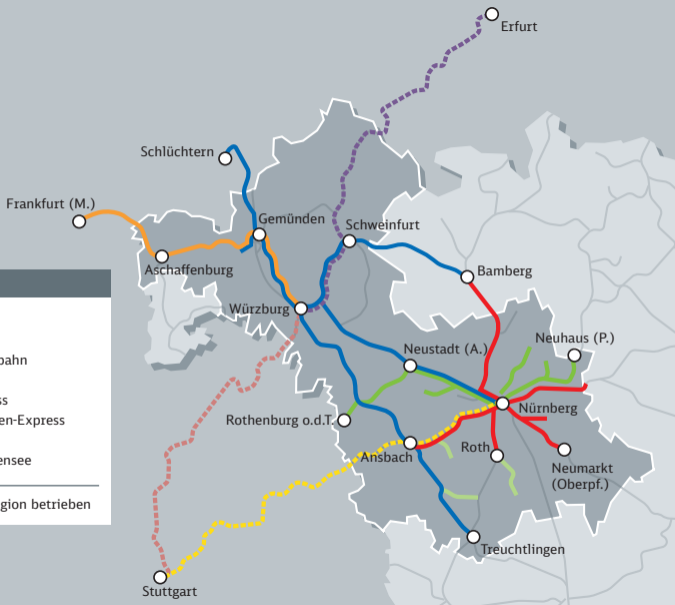 Erfurt
Schlüchtern
Frankfurt (M.)
Gemünden
Schweinfurt
Aschaffenburg
Bamberg
Würzburg
Neustadt (A.)
Neuhaus (P.)
bahn
ss
en-Express
Rothenburg o.d.T.
Nürnberg
Ansbach
Roth
ensee
Neumarkt
(Oberpf.)
gion betrieben
Treuchtlingen
Stuttgart